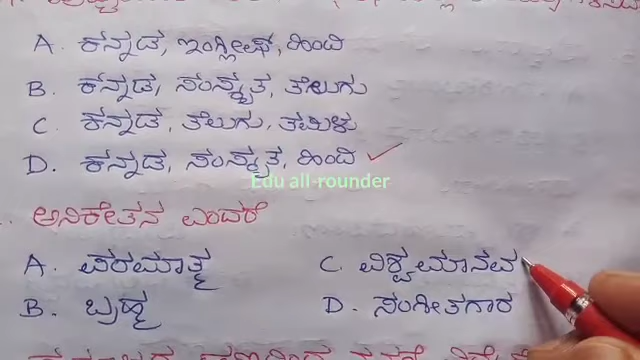 A. ಕನ್ನಡ, ಇಂಗ್ಲೀಷ್, ಹಿಂದಿ
B. ಕನ್ನಡ, ಸಂಸ್ಕೃತ, ತೆಲುಗು
C. ಕನ್ನಡ, ತೆಲುಗು, ತಮಿಳು
D. ಕನ್ನಡ, ಸಂಸ್ಕೃತ, ಹಿಂದಿ
Edu all-rounder
ಅನಿಕೇತನ ಎಂದರೆ
A. ಪರಮಾತ್ಮ C. ವಿಶ್ವಮಾನವ
B. ಬ್ರಹ್ಮ D. ಸಂಗೀತಗಾರ